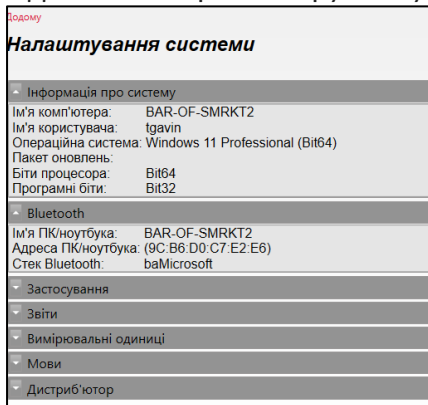 Додому
Налаштування системи
Інформація про систему
Ім'я комп'ютера: BAR-OF-SMRKT2
Ім'я користувача: tgavin
Операційна система: Windows 11 Professional (Bit64)
Пакет оновлень:
Біти процесора: Bit64
Програмні біти: Bit32
Bluetooth
Ім'я ПК/ноутбука: BAR-OF-SMRKT2
Адреса ПК/ноутбука: (9C:B6:D0:C7:E2:E6)
Стек Bluetooth: baMicrosoft
Застосування
Звіти
Вимірювальні одиниці
Мови
Дистриб'ютор